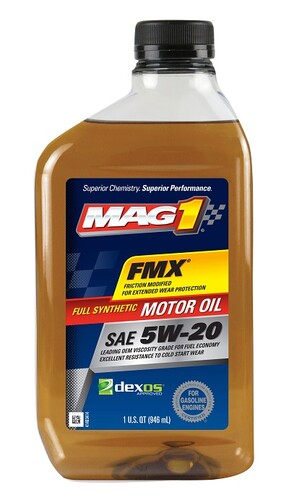 Superior Chemistry. Superior Performance.
MAG1®
FMX®
FRICTION MODIFIED
FOR EXTENDED WEAR PROTECTION
FULL SYNTHETIC MOTOR OIL
SAE 5W-20
LEADING OEM VISCOSITY GRADE FOR FUEL ECONOMY
EXCELLENT RESISTANCE TO COLD START WEAR
2 dexos
APPROVED
FOR
GASOLINE
ENGINES
1 U.S. QT (946 mL)